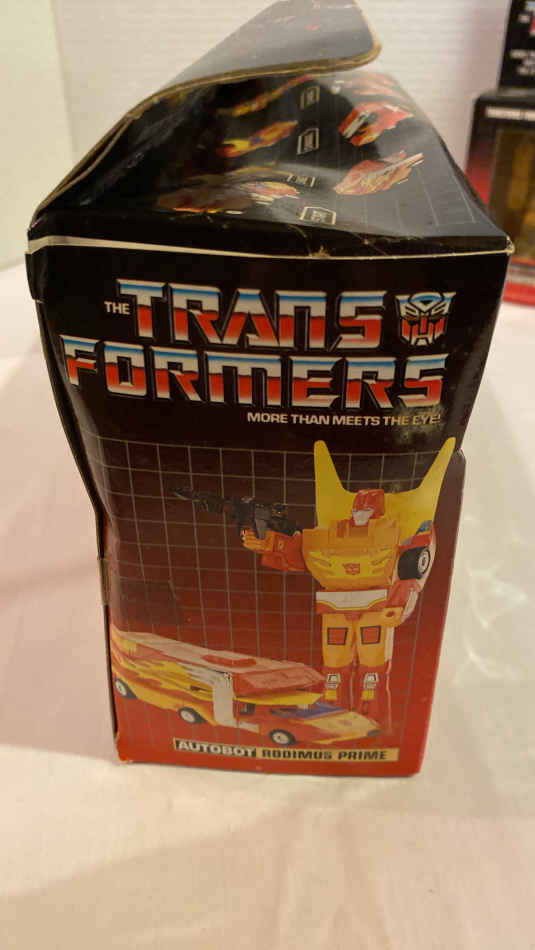 THE TRANS
FORMERS
MORE THAN MEETS THE EYE!
AUTOBOT RODIMUS PRIME